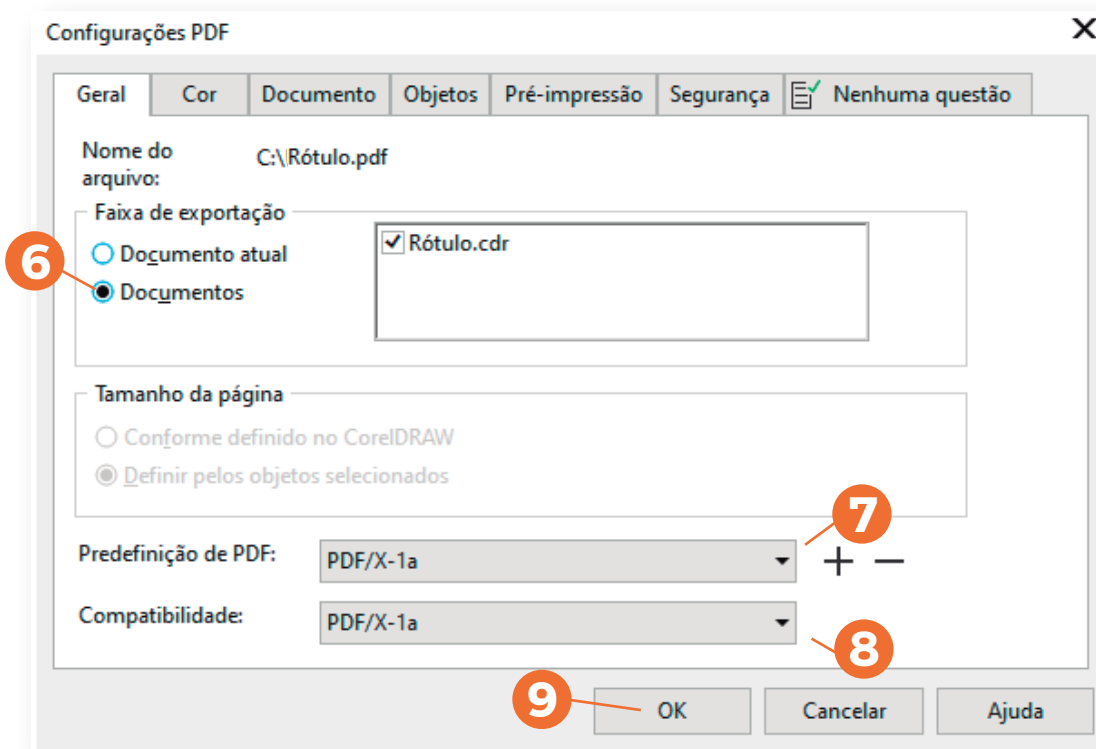 Configurações PDF
Geral Cor Documento Objetos Pré-impressão Segurança Nenhuma questão
Nome do arquivo: C:\Rótulo.pdf
Faixa de exportação
Documento atual
Rótulo.cdr
6
Documentos
Tamanho da página
Conforme definido no CorelDRAW
Definir pelos objetos selecionados
7
Predefinição de PDF: PDF/X-1a
Compatibilidade: PDF/X-1a
8
9
OK Cancelar Ajuda